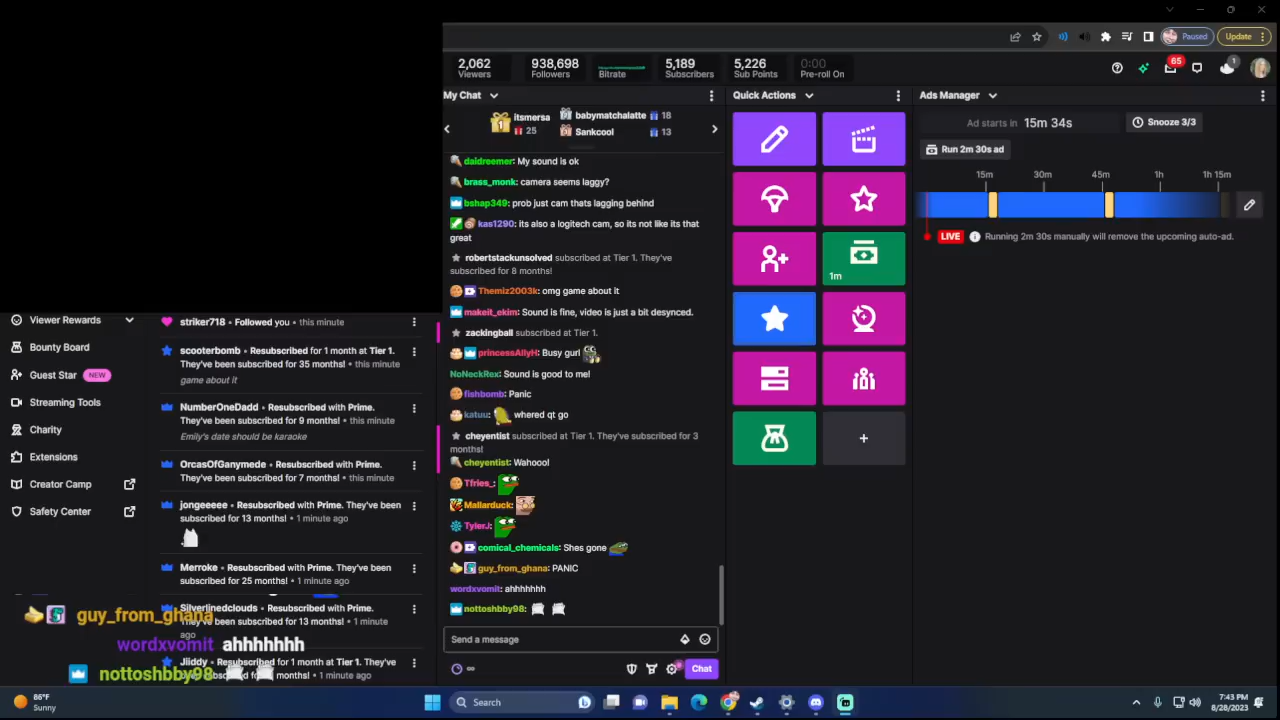 Paused
Update
2,062
Viewers
938,698
Followers
Bitrate
5,189
Subscribers
5,226
Sub Points
0:00
Pre-roll On
65
1
My Chat
Quick Actions
Ads Manager
1
itsmersa
25
babymatchalatte 18
Sankcool 13
daidreemer: My sound is ok
brass_monk: camera seems laggy?
bshap349: prob just cam thats lagging behind
kas1290: its also a logitech cam, so its not like its that
great
robertstackunsolved subscribed at Tier 1. They've
subscribed for 8 months!
Themiz2003k: omg game about it
makeit_ekim: Sound is fine, video is just a bit desynced.
zackingball subscribed at Tier 1.
princessAllyH: Busy gurl
NoNeckRex: Sound is good to me!
fishbomb: Panic
katuu: whered qt go
cheyentist subscribed at Tier 1. They've subscribed for 3
months!
cheyentist: Wahoool
Tfries_:
Mallarduck:
TylerJ:
comical_chemicals: Shes gone
guy_from_ghana: PANIC
wordxvomit: ahhhhhhh
nottoshbby98:
Send a message
Chat
1m
Ad starts in 15m 34s
Snooze 3/3
Run 2m 30s ad
15m
30m
45m
1h
1h 15m
LIVE
Running 2m 30s manually will remove the upcoming auto-ad.
Viewer Rewards
Bounty Board
Guest Star NEW
Streaming Tools
Charity
Extensions
Creator Camp
Safety Center
striker718 • Followed you • this minute
scooterbomb • Resubscribed for 1 month at Tier 1.
They've been subscribed for 35 months! • this minute
game about it
NumberOneDadd • Resubscribed with Prime.
They've been subscribed for 9 months! • this minute
Emily's date should be karaoke
OrcasOfGanymede • Resubscribed with Prime.
They've been subscribed for 7 months! • this minute
jongeeeee • Resubscribed with Prime. They've been
subscribed for 13 months! • 1 minute ago
Merroke • Resubscribed with Prime. They've been
subscribed for 25 months! • 1 minute ago
Silverlinedclouds • Resubscribed with Prime.
They've been subscribed for 13 months! • 1 minute
ago
Jiiddy • Resubscribed for 1 month at Tier 1. They've
months! • 1 minute ago
guy_from_ghana
wordxvomit ahhhhhhh
nottoshbby98
86°F
Sunny
Search
7:43 PM
8/28/2023